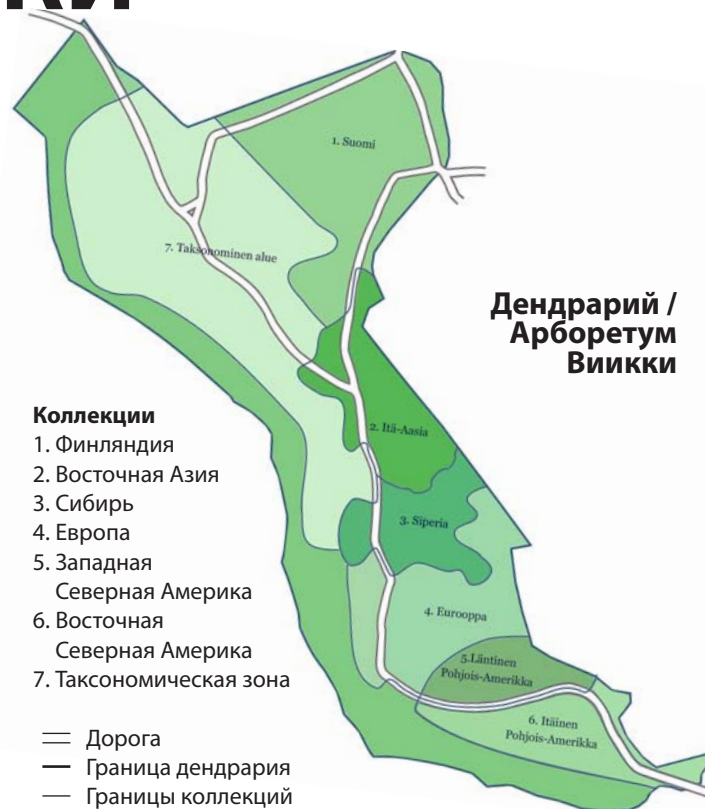 1. Suomi
7. Taksonominen alue
Дендрарий /
Арборетум
Виикки
Коллекции
1. Финляндия
2. Восточная Азия
3. Сибирь
4. Европа
5. Западная
Северная Америка
6. Восточная
Северная Америка
7. Таксономическая зона
Дорога
Граница дендрария
Границы коллекций
2. Itä-Aasia
3. Siperia
4. Eurooppa
5.Läntinen
Pohjois-Amerikka
6. Itäinen
Pohjois-Amerikka